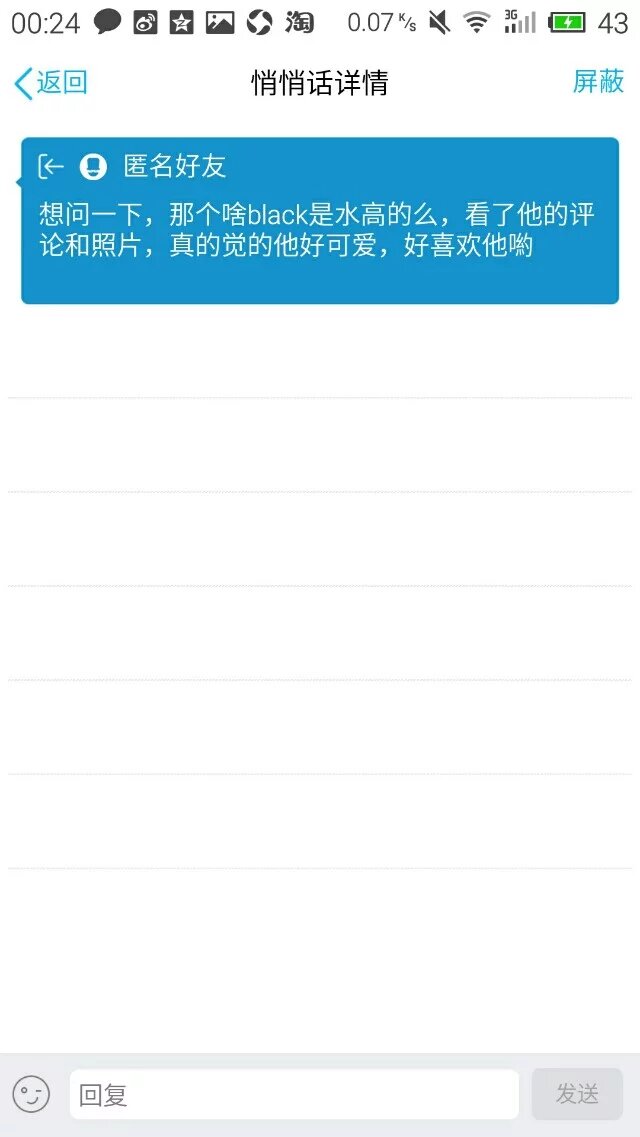 00:24 淘 0.07 K/s 3G 43
返回 悄悄话详情 屏蔽
匿名好友
想问一下，那个啥black是水高的么，看了他的评
论和照片，真的觉的他好可爱，好喜欢他喲
回复 发送